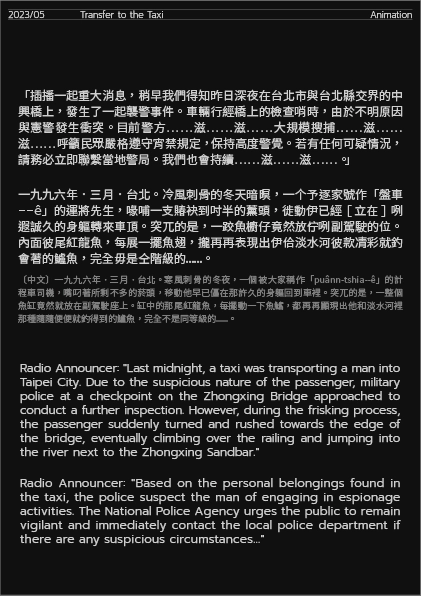 2023/05 Transfer to the Taxi Animation
「插播一起重大消息，稍早我們得知昨日深夜在台北市與台北縣交界的中
興橋上，發生了一起襲警事件。車輛行經橋上的檢查哨時，由於不明原因
與憲警發生衝突。目前警方……滋……滋……大規模搜捕……滋……
滋……呼籲民眾嚴格遵守宵禁規定，保持高度警覺。若有任何可疑情況，
請務必立即聯繫當地警局。我們也會持續……滋……滋……。」
一九九六年．三月．台北。冷風刺骨的冬天暗暝，一个予逐家號作「盤車
--ê」的運將先生，喙哺一支賰袂到吋半的薰頭，徙動伊已經［立在］咧
遐誠久的身軀轉來車頂。突兀的是，一跤魚櫥仔竟然放佇咧副駕駛的位。
內面彼尾紅龍魚，每展一擺魚翅，攏再再表現出伊佮淡水河彼款凊彩就釣
會著的鱸魚，完全毋是仝階級的……。
〔中文〕一九九六年．三月．台北。寒風刺骨的冬夜，一個被大家稱作「puânn-tshia--ê」的計
程車司機，嘴叼著所剩不多的菸頭，移動他早已僵在那許久的身軀回到車裡。突兀的是，一整個
魚缸竟然就放在副駕駛座上。缸中的那尾紅龍魚，每擺動一下魚鰭，都再再顯現出他和淡水河裡
那種隨隨便便就釣得到的鱸魚，完全不是同等級的……。
Radio Announcer: "Last midnight, a taxi was transporting a man into
Taipei City. Due to the suspicious nature of the passenger, military
police at a checkpoint on the Zhongxing Bridge approached to
conduct a further inspection. However, during the frisking process,
the passenger suddenly turned and rushed towards the edge of
the bridge, eventually climbing over the railing and jumping into
the river next to the Zhongxing Sandbar."
Radio Announcer: "Based on the personal belongings found in
the taxi, the police suspect the man of engaging in espionage
activities. The National Police Agency urges the public to remain
vigilant and immediately contact the local police department if
there are any suspicious circumstances..."